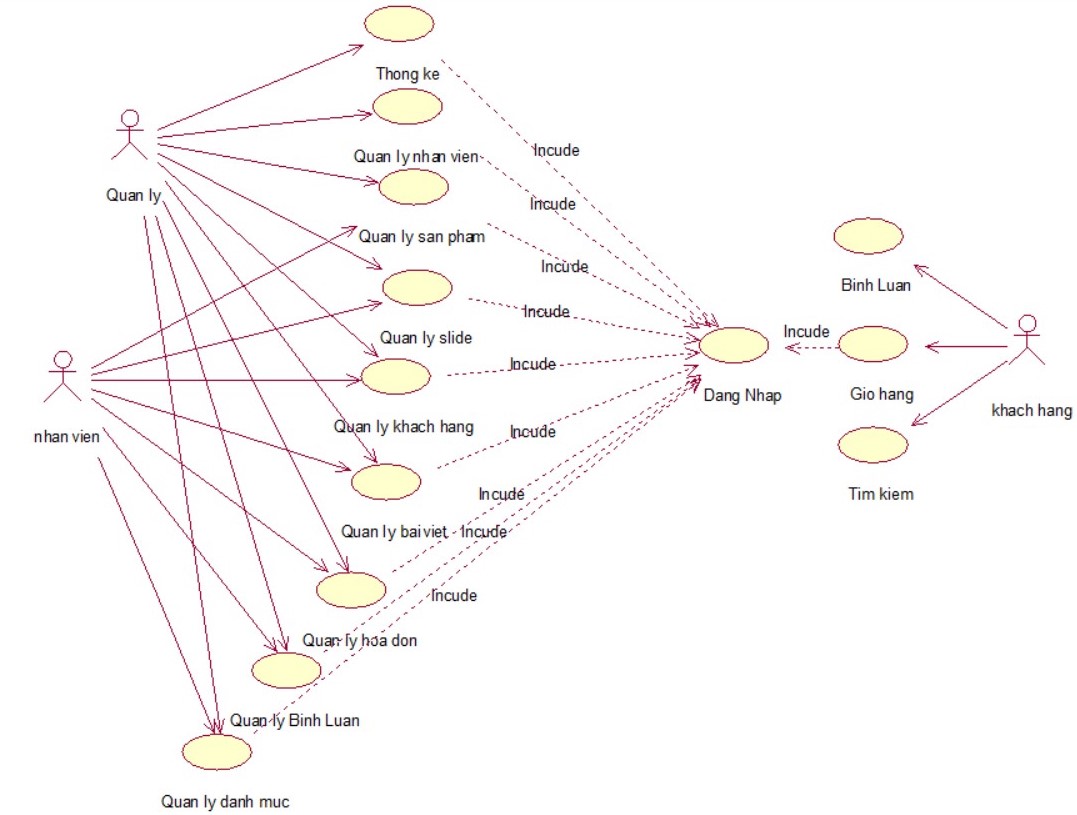 Thong ke
Incude
Quan ly nhan vien
Quan ly
Incude
Quan ly san pham
Incude
Binh Luan
Incude
Quan ly slide
Incude
Incude
Dang Nhap
Gio hang
khach hang
Quan ly khach hang
Incude
nhan vien
Tim kiem
Incude
Quan ly bai viet
Incude
Incude
Quan ly hoa don
Quan ly Binh Luan
Quan ly danh muc